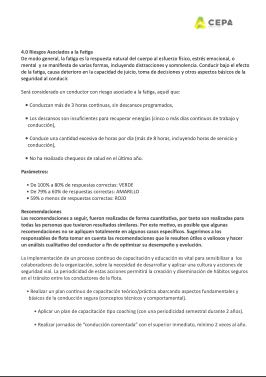 CEPA
4.0 Riesgos Asociados a la Fatiga
De modo general, la fatiga es la respuesta natural del cuerpo al esfuerzo físico, estrés emocional, o
mental y se manifiesta de varias formas, incluyendo distracciones y somnolencia. Conducir bajo el efecto
de la fatiga, causa deterioro en la capacidad de juicio, toma de decisiones y otros aspectos básicos de la
seguridad al conducir.
Será considerado un conductor con riesgo asociado a la fatiga, aquel que:
• Conduzcan más de 3 horas continuas, sin descansos programados,
• Los descansos son insuficientes para recuperar energías (cinco o más días continuos de trabajo y
conducción),
• Conduce una cantidad excesiva de horas por día (más de 8 horas, incluyendo horas de servicio y
conducción),
• No ha realizado chequeos de salud en el último año.
Parámetros:
• De 100% a 80% de respuestas correctas: VERDE
• De 79% a 60% de respuestas correctas: AMARILLO
• 59% o menos de respuestas correctas: ROJO
Recomendaciones
Las recomendaciones a seguir, fueron realizadas de forma cuantitativa, por tanto son realizadas para
todas las personas que tuvieron resultados similares. Por este motivo, es posible que algunas
recomendaciones no se apliquen totalmente en algunos casos específicos. Sugerimos a los
responsables de flota tomar en cuenta las recomendaciones que le resulten útiles o valiosas y hacer
un análisis cualitativo del conductor a fin de optimizar su desempeño y evolución.
La implementación de un proceso continuo de capacitación y educación es vital para sensibilizar a los
colaboradores de la organización, sobre la necesidad de desarrollar y aplicar una cultura y acciones de
seguridad vial. La periodicidad de estas acciones permitirá la creación y diseminación de hábitos seguros
en el tránsito entre los conductores de la flota.
• Realizar un plan continuo de capacitación teórico/práctica abarcando aspectos fundamentales y
básicos de la conducción segura (conceptos técnicos y comportamental).
• Aplicar un plan de capacitación tipo coaching (con una periodicidad semestral durante 2 años).
• Realizar jornadas de "conducción comentada" con el superior inmediato, mínimo 2 veces al año.